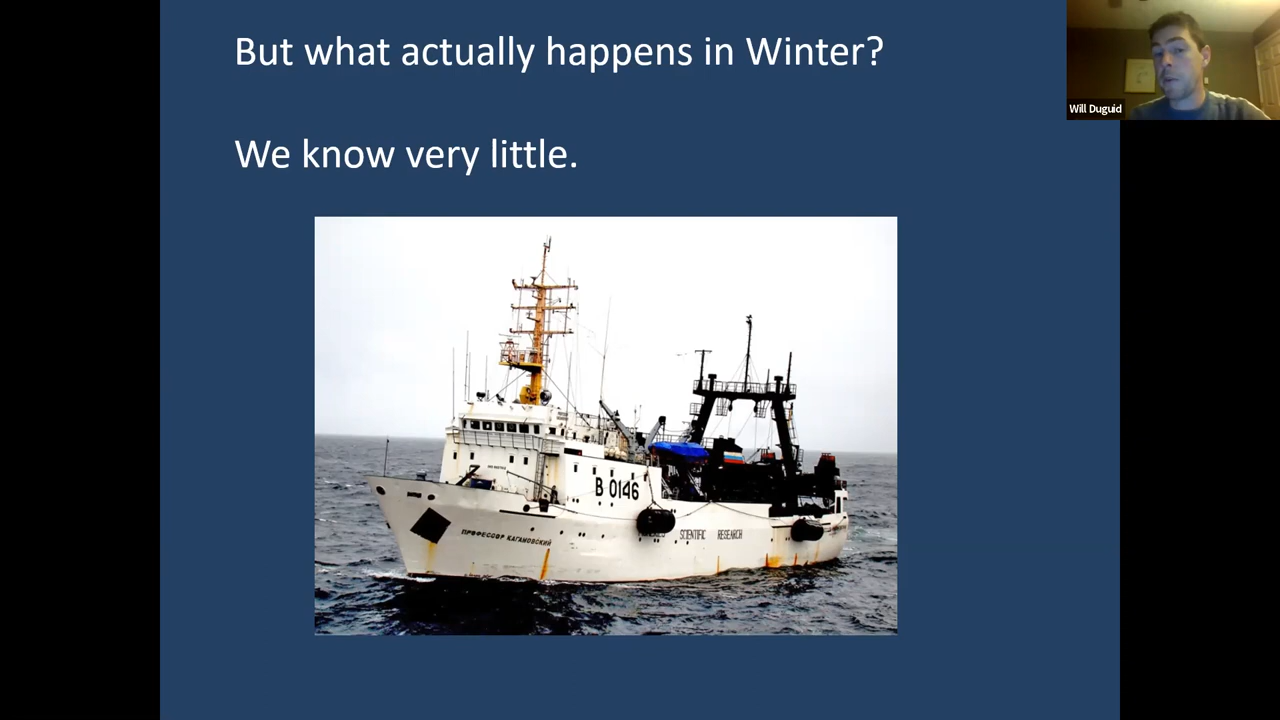 But what actually happens in Winter?
Will Duguid
We know very little.
B 0146
ПРОФЕССОР КАГАНОВСКИЙ
SCIENTIFIC RESEARCH